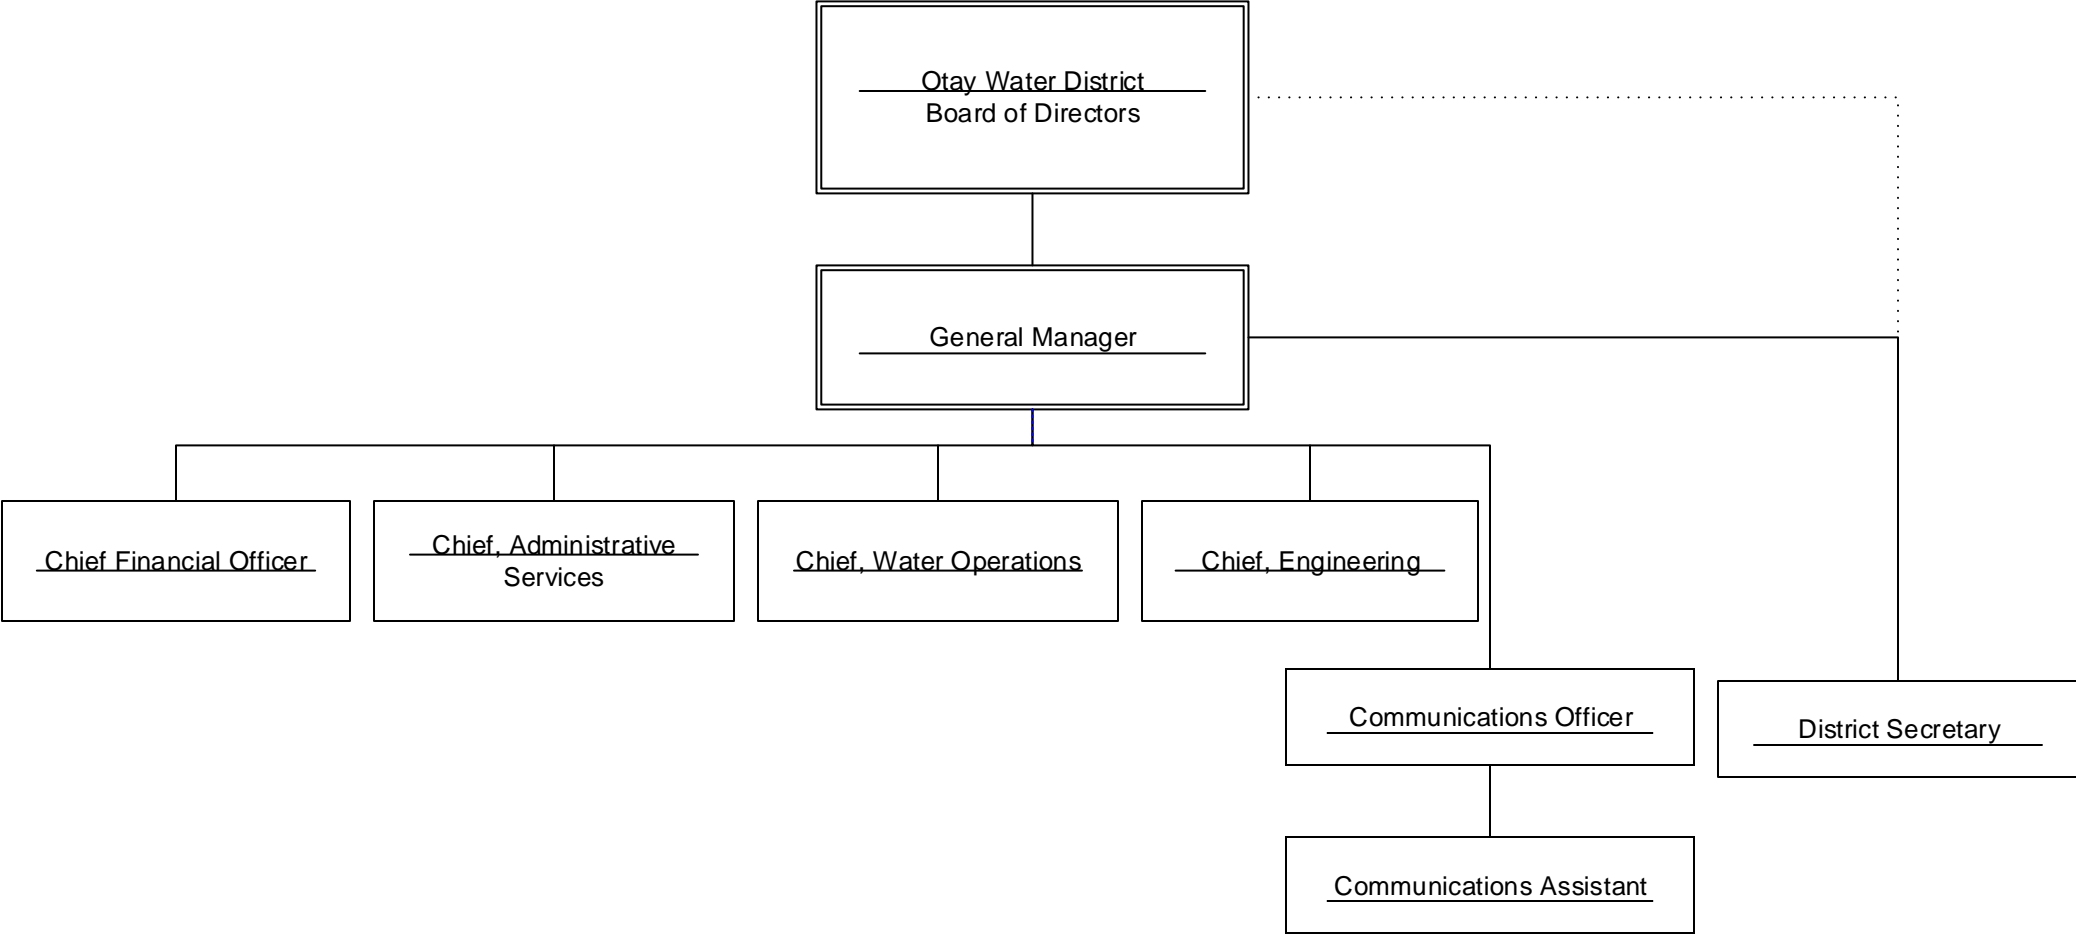 Otay Water District
Board of Directors
General Manager
Chief Financial Officer
Chief, Administrative
Services
Chief, Water Operations
Chief, Engineering
Communications Officer
District Secretary
Communications Assistant